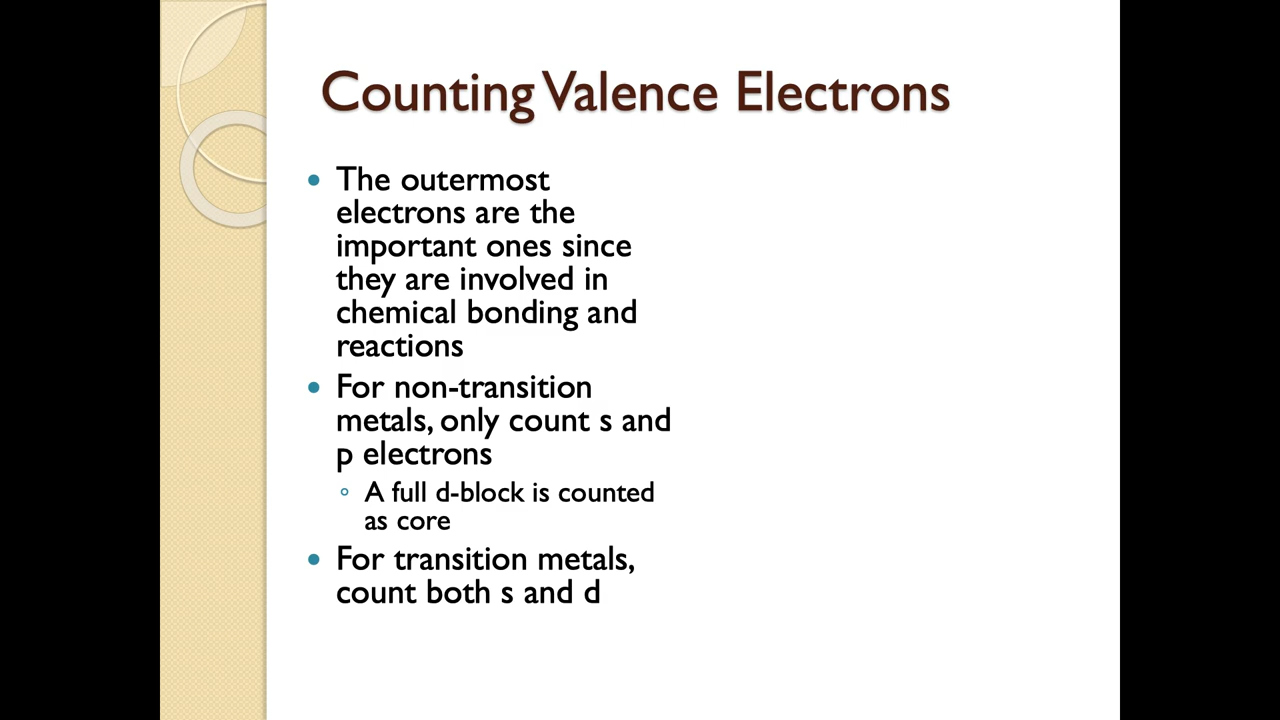 Counting Valence Electrons
• The outermost
electrons are the
important ones since
they are involved in
chemical bonding and
reactions
• For non-transition
metals, only count s and
p electrons
◦ A full d-block is counted
as core
• For transition metals,
count both s and d